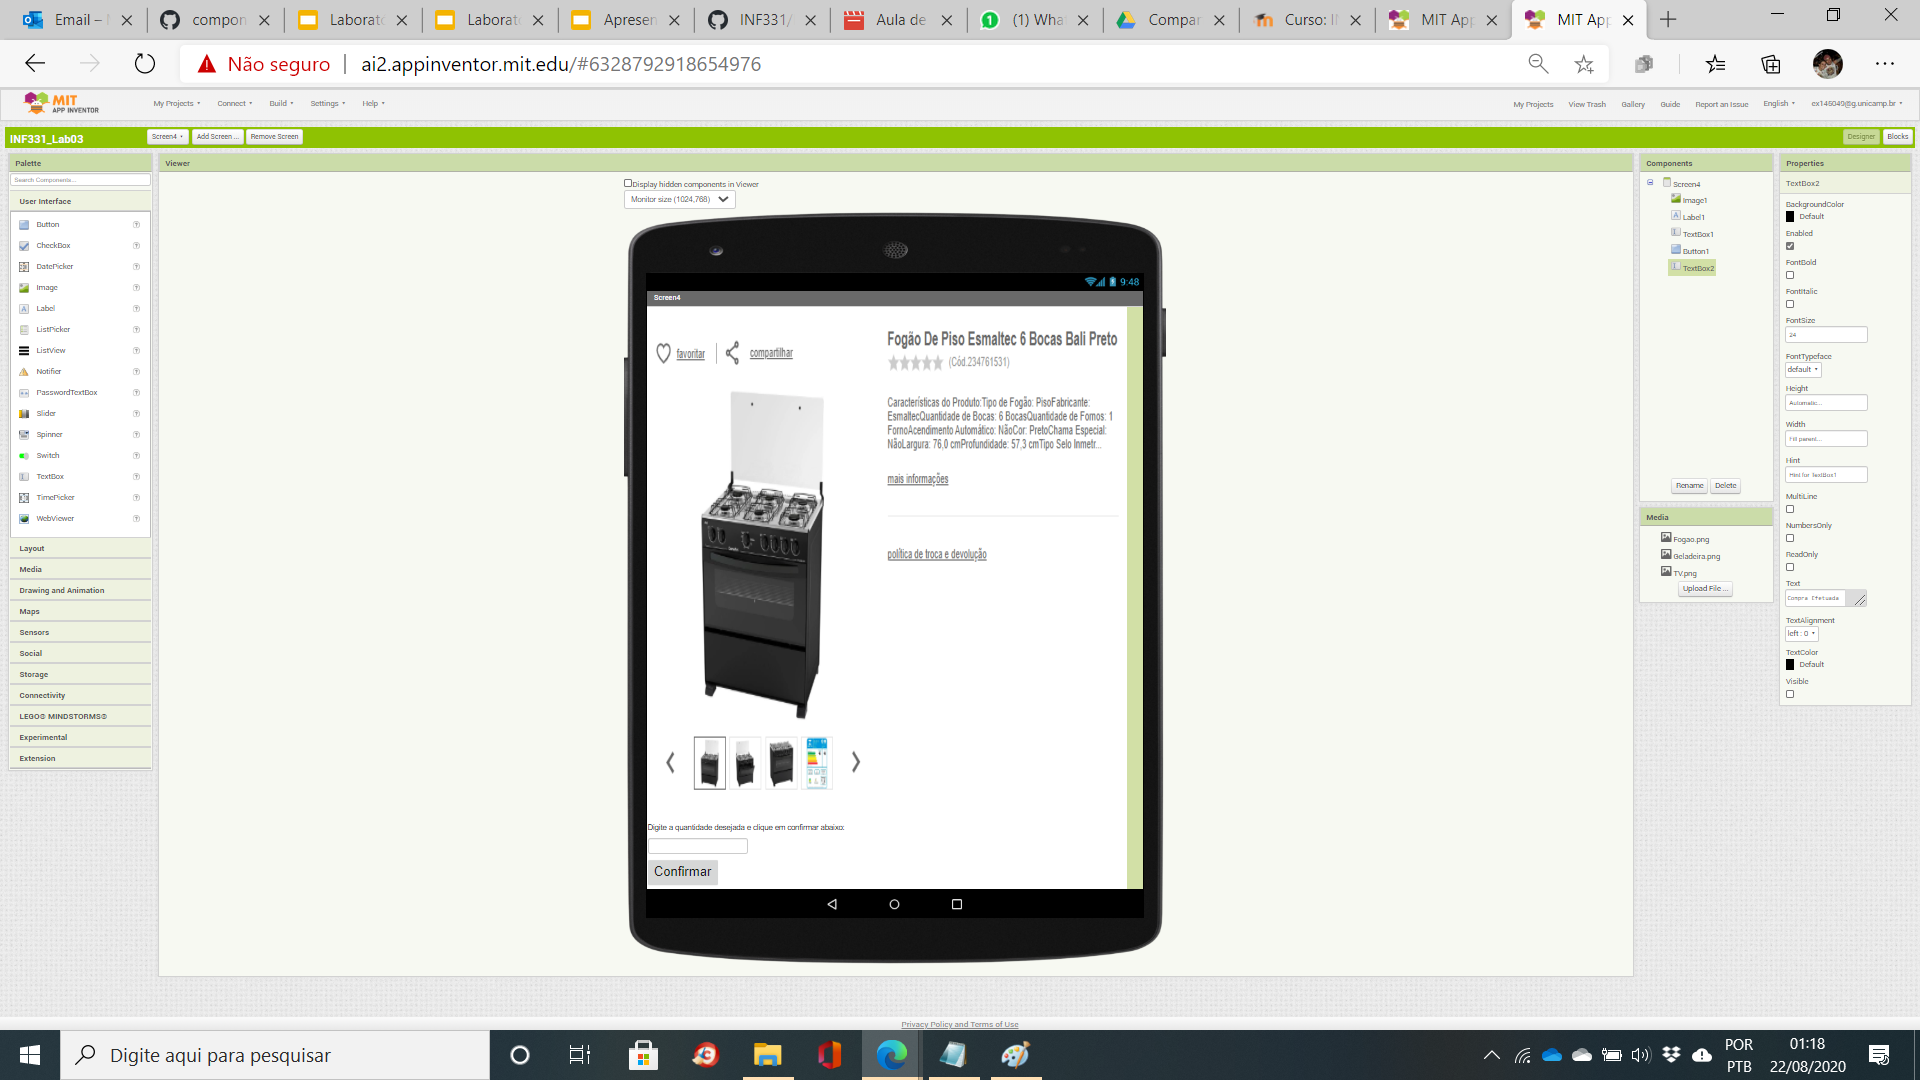 Email –
compon
Laborató
Laborat
Apresen
INF331/
Aula de
(1) Wha
Compar
Curso: I
MIT App
MIT App
Não seguro
ai2.appinventor.mit.edu/#6328792918654976
MIT
APP INVENTOR
My Projects
Connect
Build
Settings
Help
My Projects
View Trash
Gallery
Guide
Report an Issue
English
ex146049@g.unicamp.br
INF331_Lab03
Screen4
Add Screen ...
Remove Screen
Designer
Blocks
Palette
Search Components...
User Interface
Button
CheckBox
DatePicker
Image
Label
ListPicker
ListView
Notifier
PasswordTextBox
Slider
Spinner
Switch
TextBox
TimePicker
WebViewer
Layout
Media
Drawing and Animation
Maps
Sensors
Social
Storage
Connectivity
LEGO® MINDSTORMS®
Experimental
Extension
Viewer
Display hidden components in Viewer
Monitor size (1024,768)
9:48
Screen4
favoritar
compartilhar
Fogão De Piso Esmaltec 6 Bocas Bali Preto
(Cód.234761531)
Características do Produto:Tipo de Fogão: PisoFabricante:
EsmaltecQuantidade de Bocas: 6 BocasQuantidade de Fornos: 1
FornoAcendimento Automático: NãoCor: PretoChama Especial:
NãoLargura: 76,0 cmProfundidade: 57,3 cmTipo Selo Inmetr...
mais informações
política de troca e devolução
Digite a quantidade desejada e clique em confirmar abaixo:
Confirmar
Components
Screen4
Image1
Label1
TextBox1
Button1
TextBox2
Rename
Delete
Media
Fogao.png
Geladeira.png
TV.png
Upload File ...
Properties
TextBox2
BackgroundColor
Default
Enabled
FontBold
FontItalic
FontSize
24
FontTypeface
default
Height
Automatic...
Width
Fill parent...
Hint
Hint for TextBox1
MultiLine
NumbersOnly
ReadOnly
Text
Compra Efetuada
TextAlignment
left : 0
TextColor
Default
Visible
Privacy Policy and Terms of Use
Digite aqui para pesquisar
POR
PTB
01:18
22/08/2020